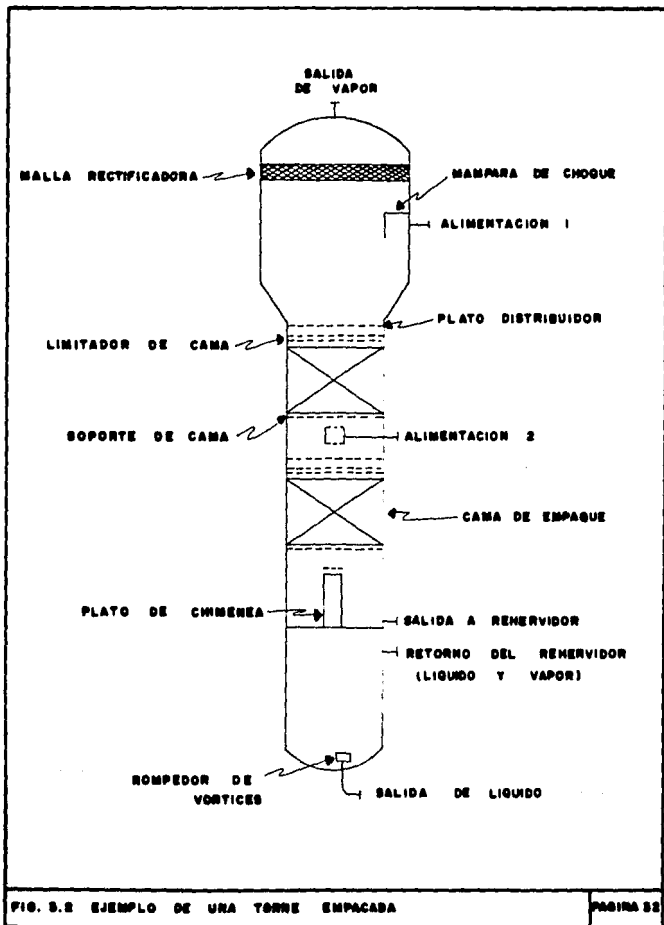 SALIDA
DE VAPOR
MALLA RECTIFICADORA
MAMPARA DE CHOQUE
ALIMENTACION 1
PLATO DISTRIBUIDOR
LIMITADOR DE CAMA
SOPORTE DE CAMA
ALIMENTACION 2
CAMA DE EMPAQUE
PLATO DE CHIMENEA
SALIDA A REHERVIDOR
RETORNO DEL REHERVIDOR
(LIQUIDO Y VAPOR)
ROMPEDOR DE
VORTICES
SALIDA DE LIQUIDO
FIG. 3.2 EJEMPLO DE UNA TORRE EMPACADA
PAGINA 32